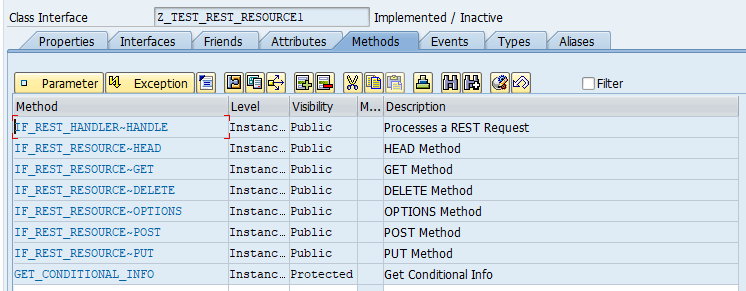 Class Interface Z_TEST_REST_RESOURCE1 Implemented / Inactive
Properties Interfaces Friends Attributes Methods Events Types Aliases
Parameter Exception Filter
Method Level Visibility M... Description
IF_REST_HANDLER~HANDLE Instanc... Public Processes a REST Request
IF_REST_RESOURCE~HEAD Instanc... Public HEAD Method
IF_REST_RESOURCE~GET Instanc... Public GET Method
IF_REST_RESOURCE~DELETE Instanc... Public DELETE Method
IF_REST_RESOURCE~OPTIONS Instanc... Public OPTIONS Method
IF_REST_RESOURCE~POST Instanc... Public POST Method
IF_REST_RESOURCE~PUT Instanc... Public PUT Method
GET_CONDITIONAL_INFO Instanc... Protected Get Conditional Info